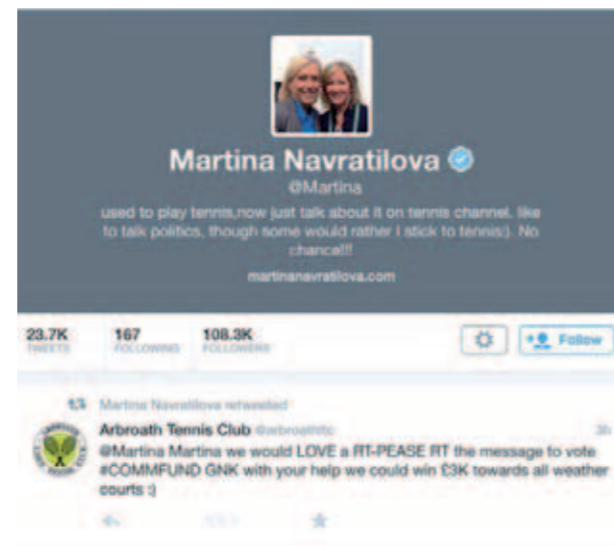 Martina Navratilova
@Martina
used to play tennis,now just talk about it on tennis channel. like
to talk politics, though some would rather I stick to tennis:). No
chance!!!
martinanavratilova.com
23.7K 167 108.3K
TWEETS FOLLOWING FOLLOWERS
Follow
Martina Navratilova retweeted
Arbroath Tennis Club @arbroathltc 3h
@Martina Martina we would LOVE a RT-PEASE RT the message to vote
#COMMFUND GNK with your help we could win £3K towards all weather
courts :)